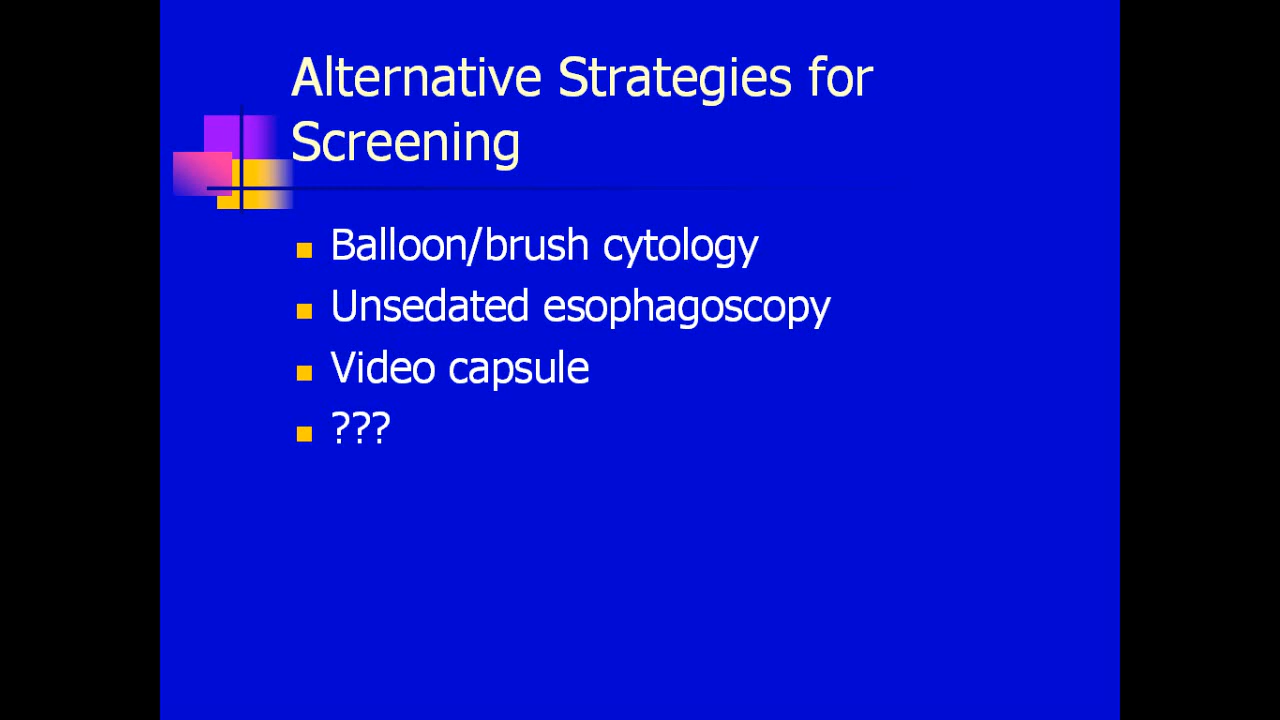 Alternative Strategies for
Screening
Balloon/brush cytology
Unsedated esophagoscopy
Video capsule
???